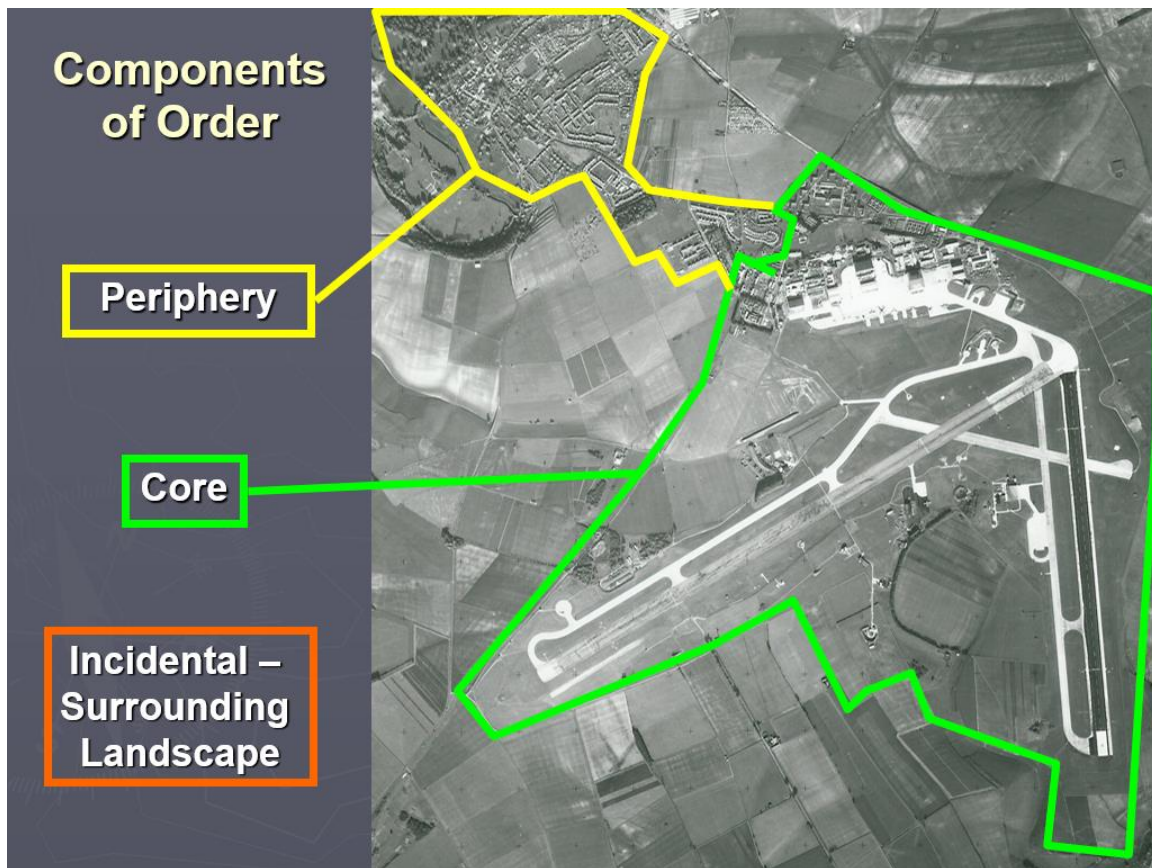 Components
of Order
Periphery
Core
Incidental –
Surrounding
Landscape